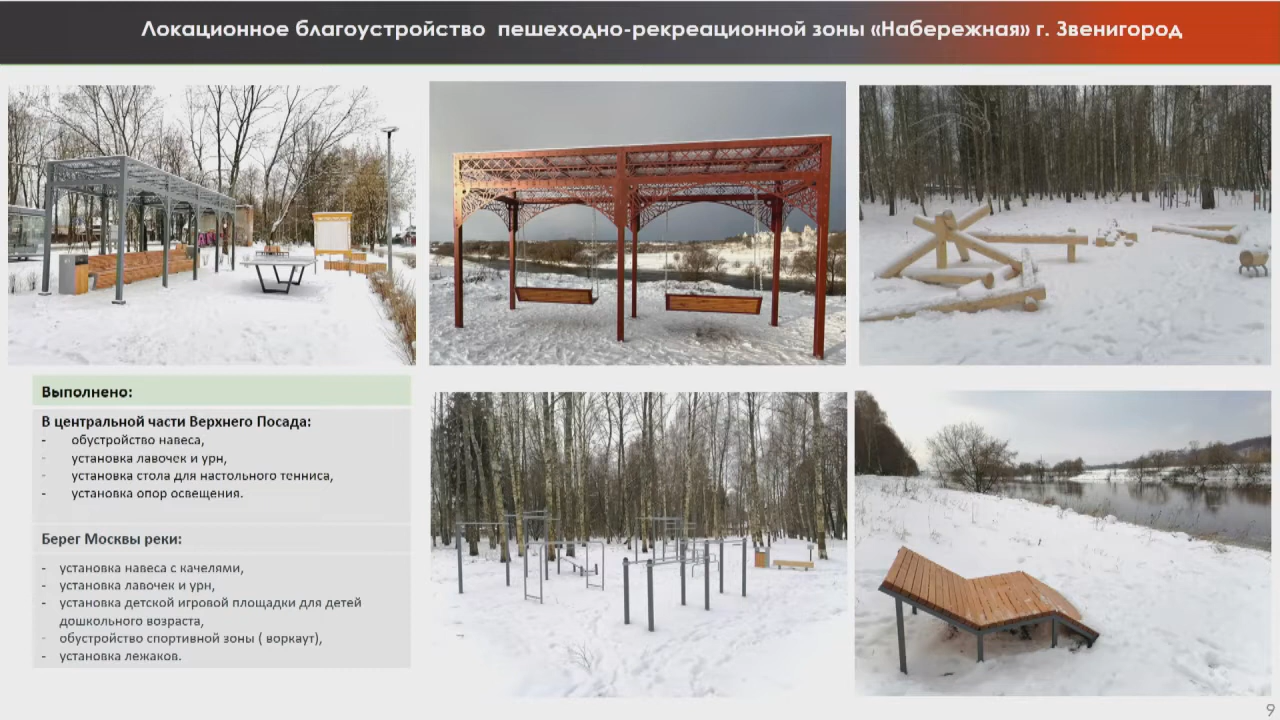 Локационное благоустройство пешеходно-рекреационной зоны «Набережная» г. Звенигород
Выполнено:
В центральной части Верхнего Посада:
- обустройство навеса,
- установка лавочек и урн,
- установка стола для настольного тенниса,
- установка опор освещения.
Берег Москвы реки:
- установка навеса с качелями,
- установка лавочек и урн,
- установка детской игровой площадки для детей
дошкольного возраста,
- обустройство спортивной зоны ( воркаут),
- установка лежаков.
9